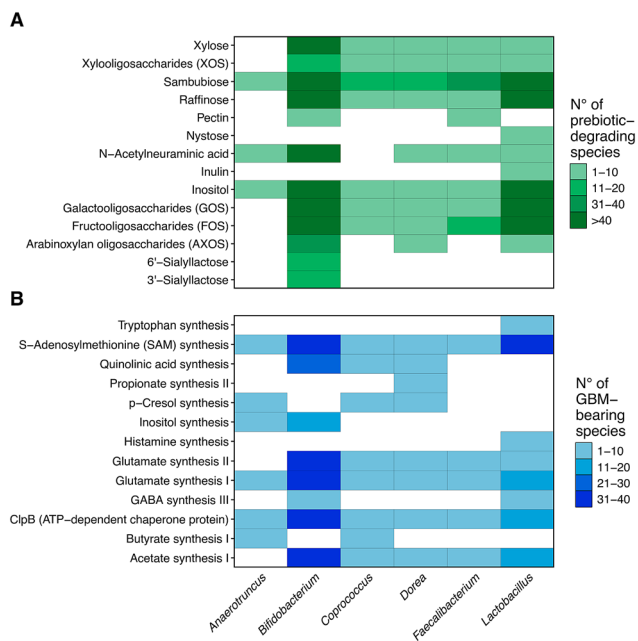 A
Xylose
Xylooligosaccharides (XOS)
Sambubiose
Raffinose
Pectin
Nystose
N−Acetylneuraminic acid
Inulin
Inositol
Galactooligosaccharides (GOS)
Fructooligosaccharides (FOS)
Arabinoxylan oligosaccharides (AXOS)
6'−Sialyllactose
3'−Sialyllactose
N° of
prebiotic−
degrading
species
1−10
11−20
31−40
>40
B
Tryptophan synthesis
S−Adenosylmethionine (SAM) synthesis
Quinolinic acid synthesis
Propionate synthesis II
p−Cresol synthesis
Inositol synthesis
Histamine synthesis
Glutamate synthesis II
Glutamate synthesis I
GABA synthesis III
ClpB (ATP−dependent chaperone protein)
Butyrate synthesis I
Acetate synthesis I
N° of
GBM−
bearing
species
1−10
11−20
21−30
31−40
Anaerotruncus
Bifidobacterium
Coprococcus
Dorea
Faecalibacterium
Lactobacillus